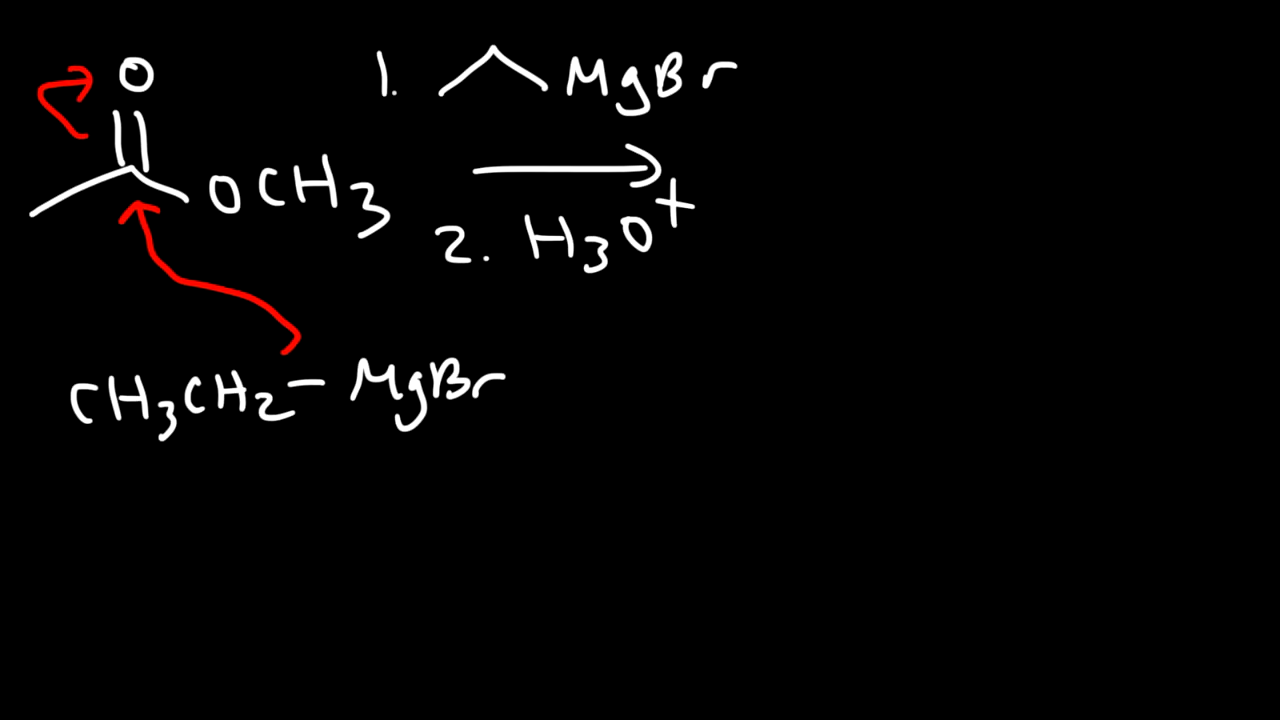 O
1. MgBr
OCH3
2. H3O+
CH3CH2– MgBr